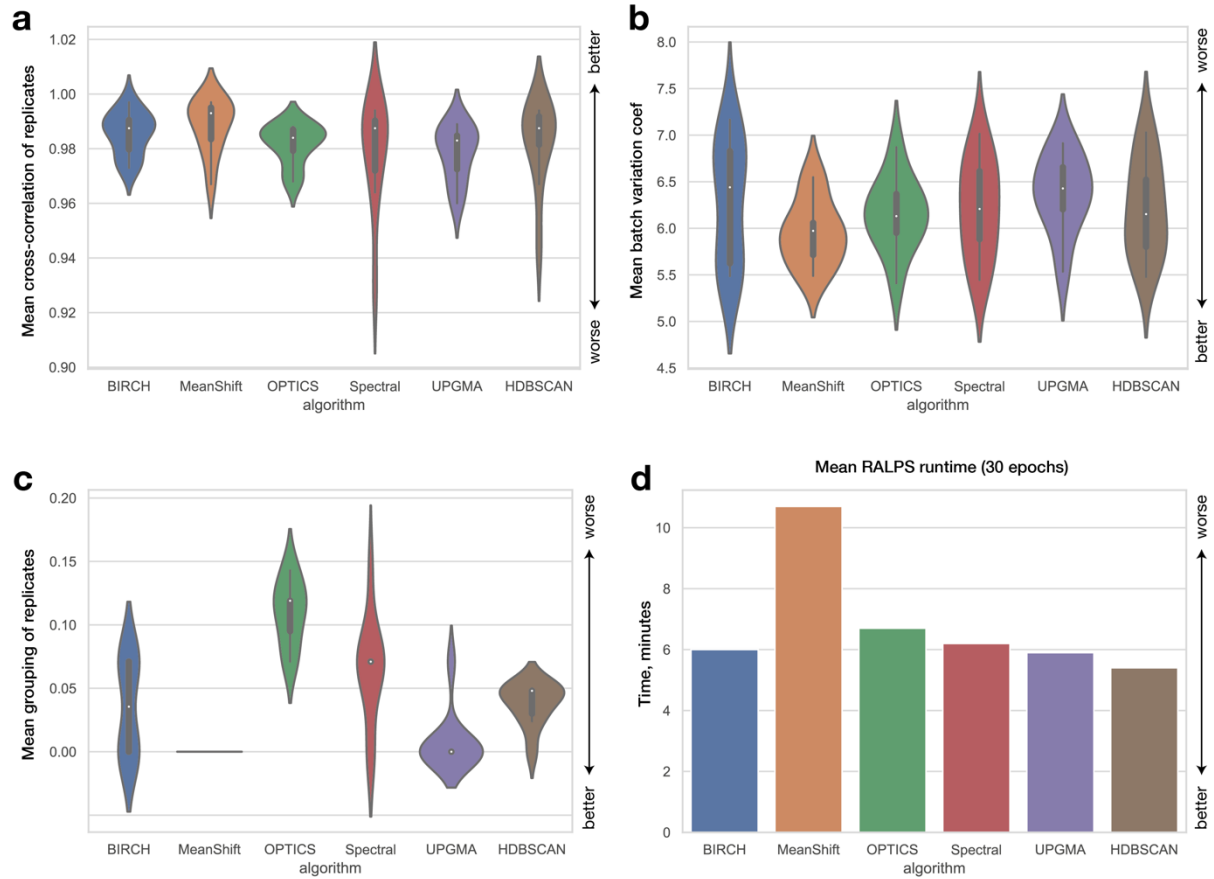 a
Mean cross-correlation of replicates
1.02
1.00
0.98
0.96
0.94
0.92
0.90
BIRCH MeanShift OPTICS Spectral UPGMA HDBSCAN
algorithm
better
worse
b
Mean batch variation coef
8.0
7.5
7.0
6.5
6.0
5.5
5.0
4.5
BIRCH MeanShift OPTICS Spectral UPGMA HDBSCAN
algorithm
worse
better
c
Mean grouping of replicates
0.20
0.15
0.10
0.05
0.00
BIRCH MeanShift OPTICS Spectral UPGMA HDBSCAN
algorithm
worse
better
d
Mean RALPS runtime (30 epochs)
Time, minutes
10
8
6
4
2
0
BIRCH MeanShift OPTICS Spectral UPGMA HDBSCAN
algorithm
worse
better